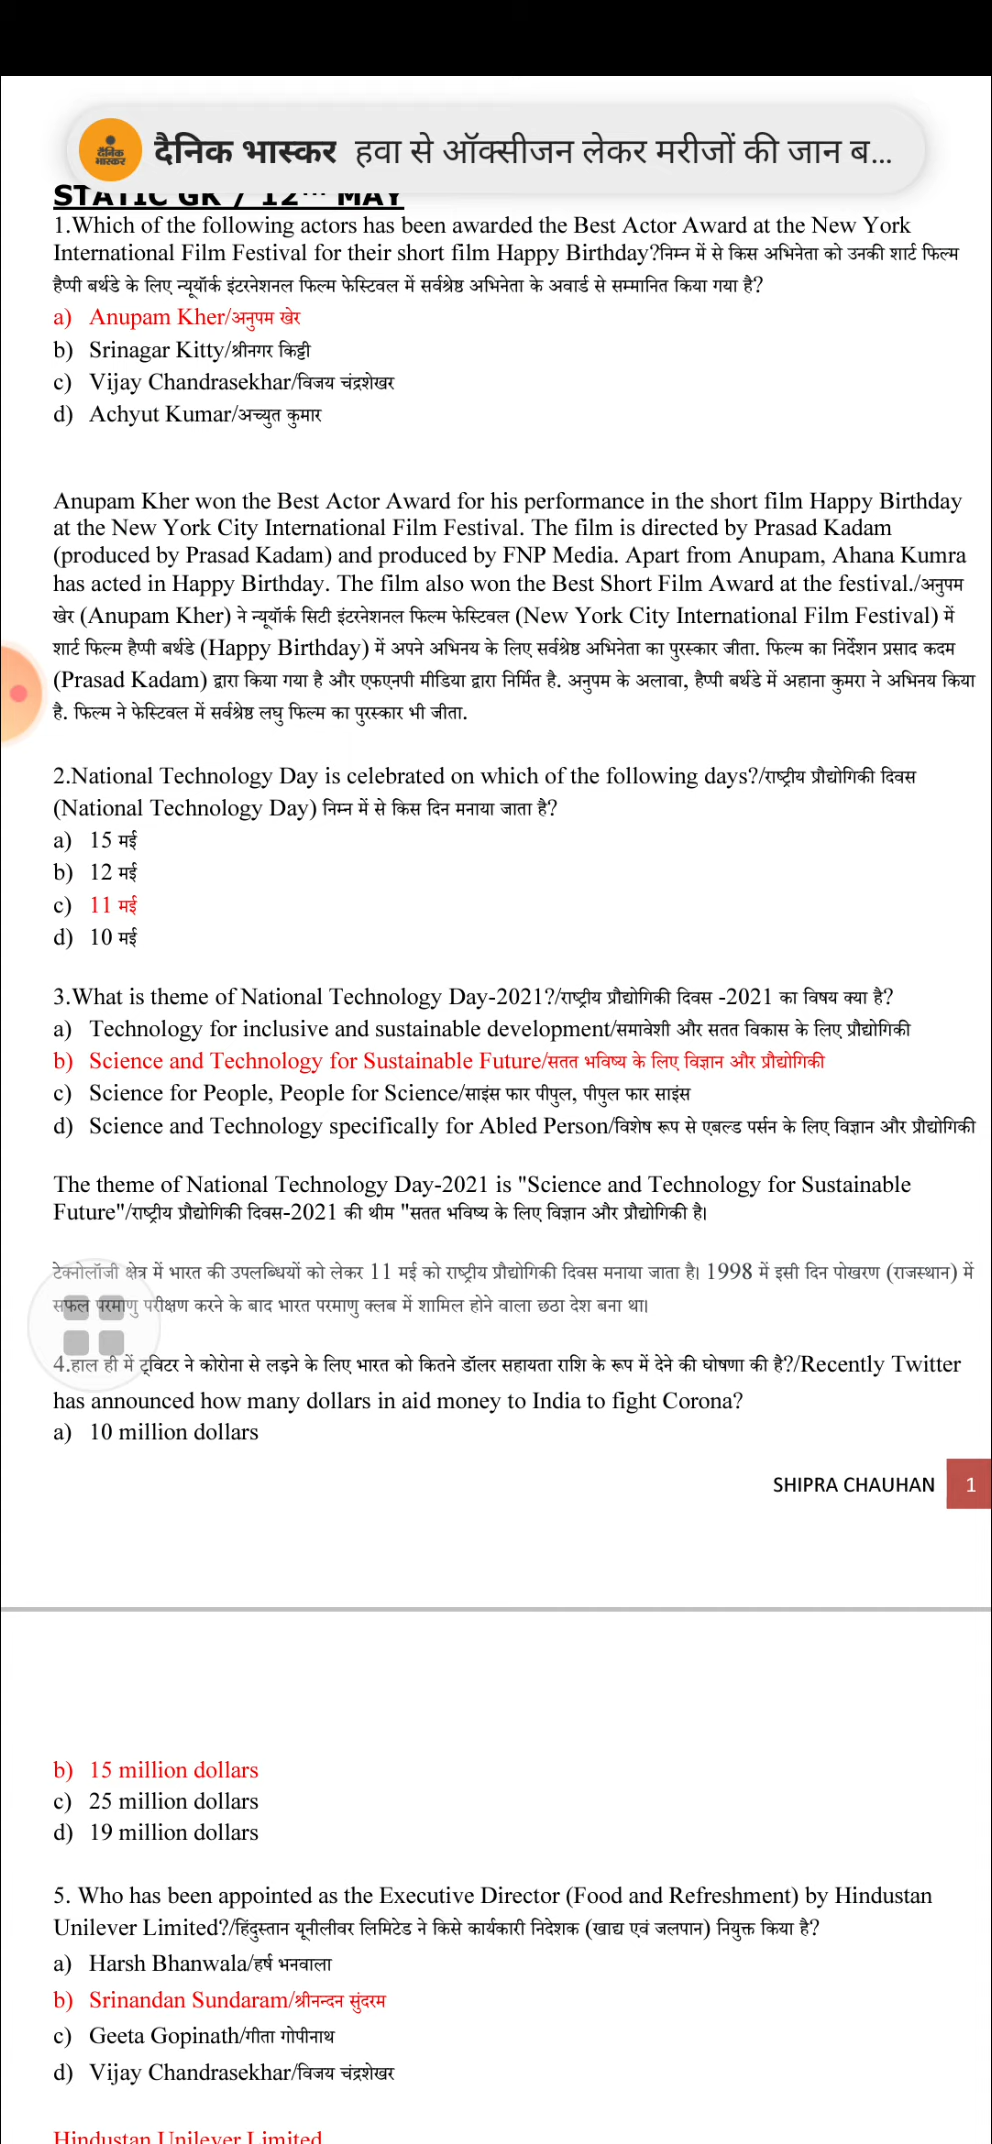 दैनिक भास्कर
दैनिक भास्कर हवा से ऑक्सीजन लेकर मरीजों की जान ब...
STATIC GK / 12TH MAY
1.Which of the following actors has been awarded the Best Actor Award at the New York
International Film Festival for their short film Happy Birthday?निम्न में से किस अभिनेता को उनकी शार्ट फिल्म
हैप्पी बर्थडे के लिए न्यूयॉर्क इंटरनेशनल फिल्म फेस्टिवल में सर्वश्रेष्ठ अभिनेता के अवार्ड से सम्मानित किया गया है?
a) Anupam Kher/अनुपम खेर
b) Srinagar Kitty/श्रीनगर किट्टी
c) Vijay Chandrasekhar/विजय चंद्रशेखर
d) Achyut Kumar/अच्युत कुमार
Anupam Kher won the Best Actor Award for his performance in the short film Happy Birthday
at the New York City International Film Festival. The film is directed by Prasad Kadam
(produced by Prasad Kadam) and produced by FNP Media. Apart from Anupam, Ahana Kumra
has acted in Happy Birthday. The film also won the Best Short Film Award at the festival./अनुपम
खेर (Anupam Kher) ने न्यूयॉर्क सिटी इंटरनेशनल फिल्म फेस्टिवल (New York City International Film Festival) में
शार्ट फिल्म हैप्पी बर्थडे (Happy Birthday) में अपने अभिनय के लिए सर्वश्रेष्ठ अभिनेता का पुरस्कार जीता. फिल्म का निर्देशन प्रसाद कदम
(Prasad Kadam) द्वारा किया गया है और एफएनपी मीडिया द्वारा निर्मित है. अनुपम के अलावा, हैप्पी बर्थडे में अहाना कुमरा ने अभिनय किया
है. फिल्म ने फेस्टिवल में सर्वश्रेष्ठ लघु फिल्म का पुरस्कार भी जीता.
2.National Technology Day is celebrated on which of the following days?/राष्ट्रीय प्रौद्योगिकी दिवस
(National Technology Day) निम्न में से किस दिन मनाया जाता है?
a) 15 मई
b) 12 मई
c) 11 मई
d) 10 मई
3.What is theme of National Technology Day-2021?/राष्ट्रीय प्रौद्योगिकी दिवस -2021 का विषय क्या है?
a) Technology for inclusive and sustainable development/समावेशी और सतत विकास के लिए प्रौद्योगिकी
b) Science and Technology for Sustainable Future/सतत भविष्य के लिए विज्ञान और प्रौद्योगिकी
c) Science for People, People for Science/साइंस फार पीपुल, पीपुल फार साइंस
d) Science and Technology specifically for Abled Person/विशेष रूप से एबल्ड पर्सन के लिए विज्ञान और प्रौद्योगिकी
The theme of National Technology Day-2021 is "Science and Technology for Sustainable
Future"/राष्ट्रीय प्रौद्योगिकी दिवस-2021 की थीम "सतत भविष्य के लिए विज्ञान और प्रौद्योगिकी है।
टेक्नोलॉजी क्षेत्र में भारत की उपलब्धियों को लेकर 11 मई को राष्ट्रीय प्रौद्योगिकी दिवस मनाया जाता है। 1998 में इसी दिन पोखरण (राजस्थान) में
सफल परमाणु परीक्षण करने के बाद भारत परमाणु क्लब में शामिल होने वाला छठा देश बना था।
4.हाल ही में ट्विटर ने कोरोना से लड़ने के लिए भारत को कितने डॉलर सहायता राशि के रूप में देने की घोषणा की है?/Recently Twitter
has announced how many dollars in aid money to India to fight Corona?
a) 10 million dollars
SHIPRA CHAUHAN 1
b) 15 million dollars
c) 25 million dollars
d) 19 million dollars
5. Who has been appointed as the Executive Director (Food and Refreshment) by Hindustan
Unilever Limited?/हिंदुस्तान यूनीलीवर लिमिटेड ने किसे कार्यकारी निदेशक (खाद्य एवं जलपान) नियुक्त किया है?
a) Harsh Bhanwala/हर्ष भनवाला
b) Srinandan Sundaram/श्रीनन्दन सुंदरम
c) Geeta Gopinath/गीता गोपीनाथ
d) Vijay Chandrasekhar/विजय चंद्रशेखर
Hindustan Unilever Limited